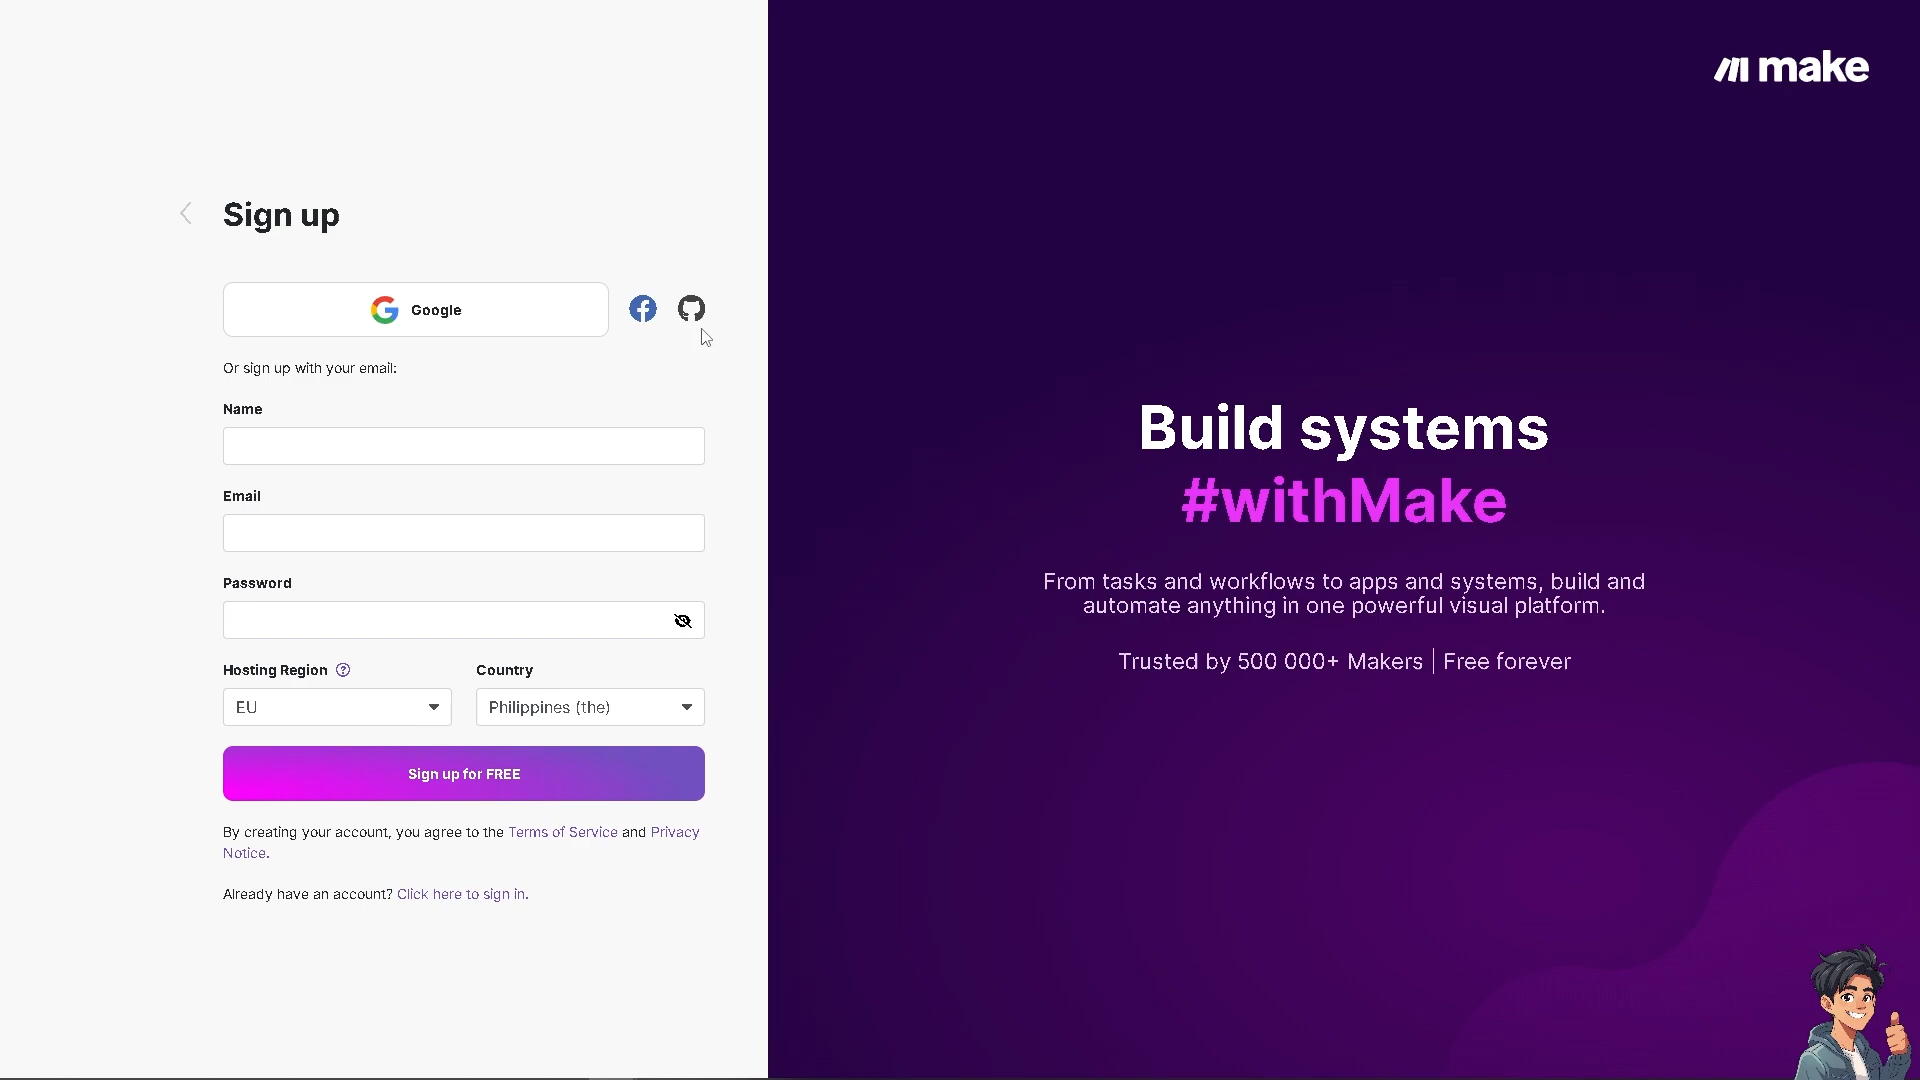 make
Sign up
Google
Or sign up with your email:
Name
Email
Password
Hosting Region ?
Country
EU
Philippines (the)
Sign up for FREE
By creating your account, you agree to the Terms of Service and Privacy
Notice.
Already have an account? Click here to sign in.
Build systems
#withMake
From tasks and workflows to apps and systems, build and
automate anything in one powerful visual platform.
Trusted by 500 000+ Makers | Free forever